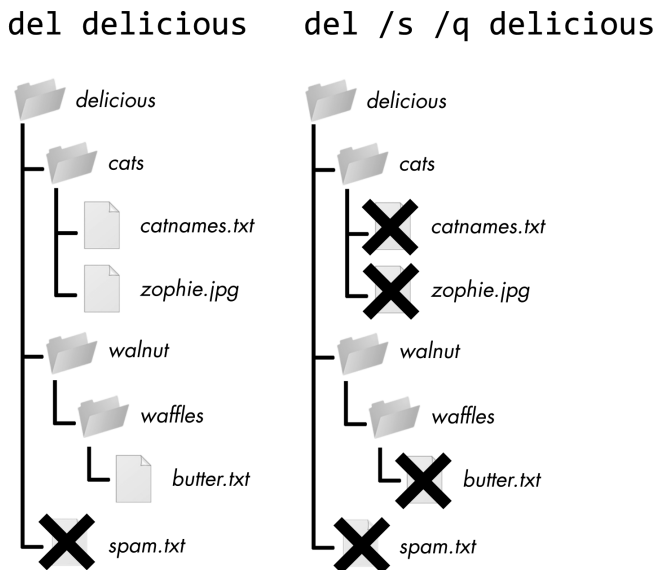 del delicious
delicious
cats
catnames.txt
zophie.jpg
walnut
waffles
butter.txt
spam.txt
del /s /q delicious
delicious
cats
catnames.txt
zophie.jpg
walnut
waffles
butter.txt
spam.txt